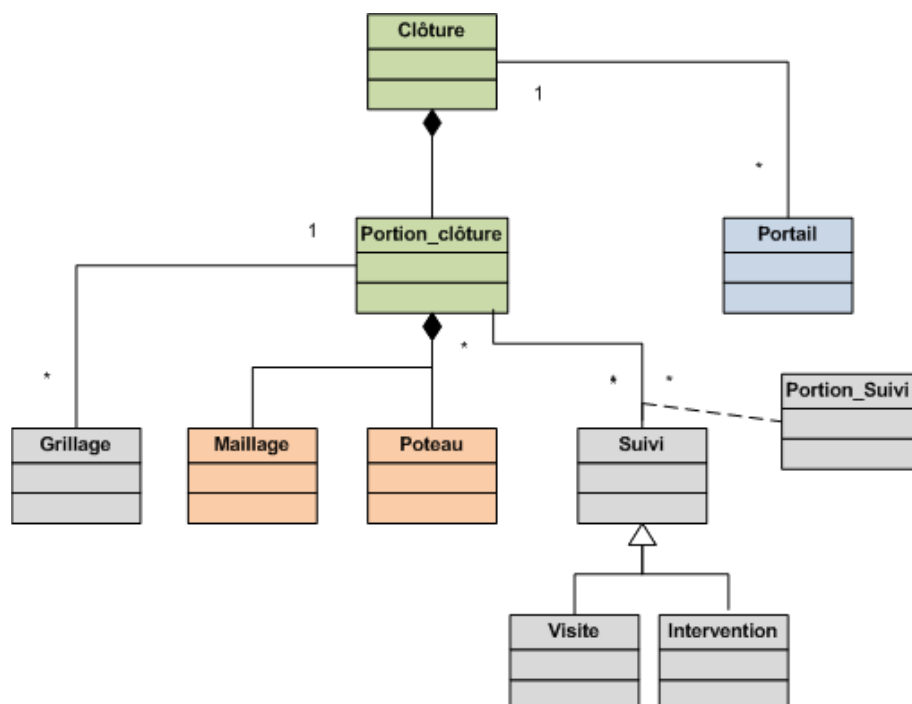 Clôture
1
*
1
Portion_clôture
Portail
*
*
*
*
Portion_Suivi
Grillage
Maillage
Poteau
Suivi
Visite
Intervention